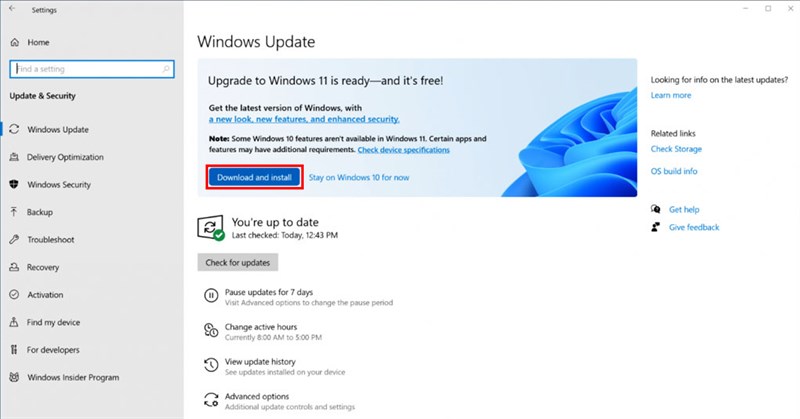 Settings
Home
Find a setting
Update & Security
Windows Update
Delivery Optimization
Windows Security
Backup
Troubleshoot
Recovery
Activation
Find my device
For developers
Windows Insider Program
Windows Update
Upgrade to Windows 11 is ready—and it's free!
Get the latest version of Windows, with
a new look, new features, and enhanced security.
Note: Some Windows 10 features aren't available in Windows 11. Certain apps and
features may have additional requirements. Check device specifications
Download and install
Stay on Windows 10 for now
You're up to date
Last checked: Today, 12:43 PM
Check for updates
Pause updates for 7 days
Visit Advanced options to change the pause period
Change active hours
Currently 8:00 AM to 5:00 PM
View update history
See updates installed on your device
Advanced options
Additional update controls and settings
Looking for info on the latest updates?
Learn more
Related links
Check Storage
OS build info
Get help
Give feedback